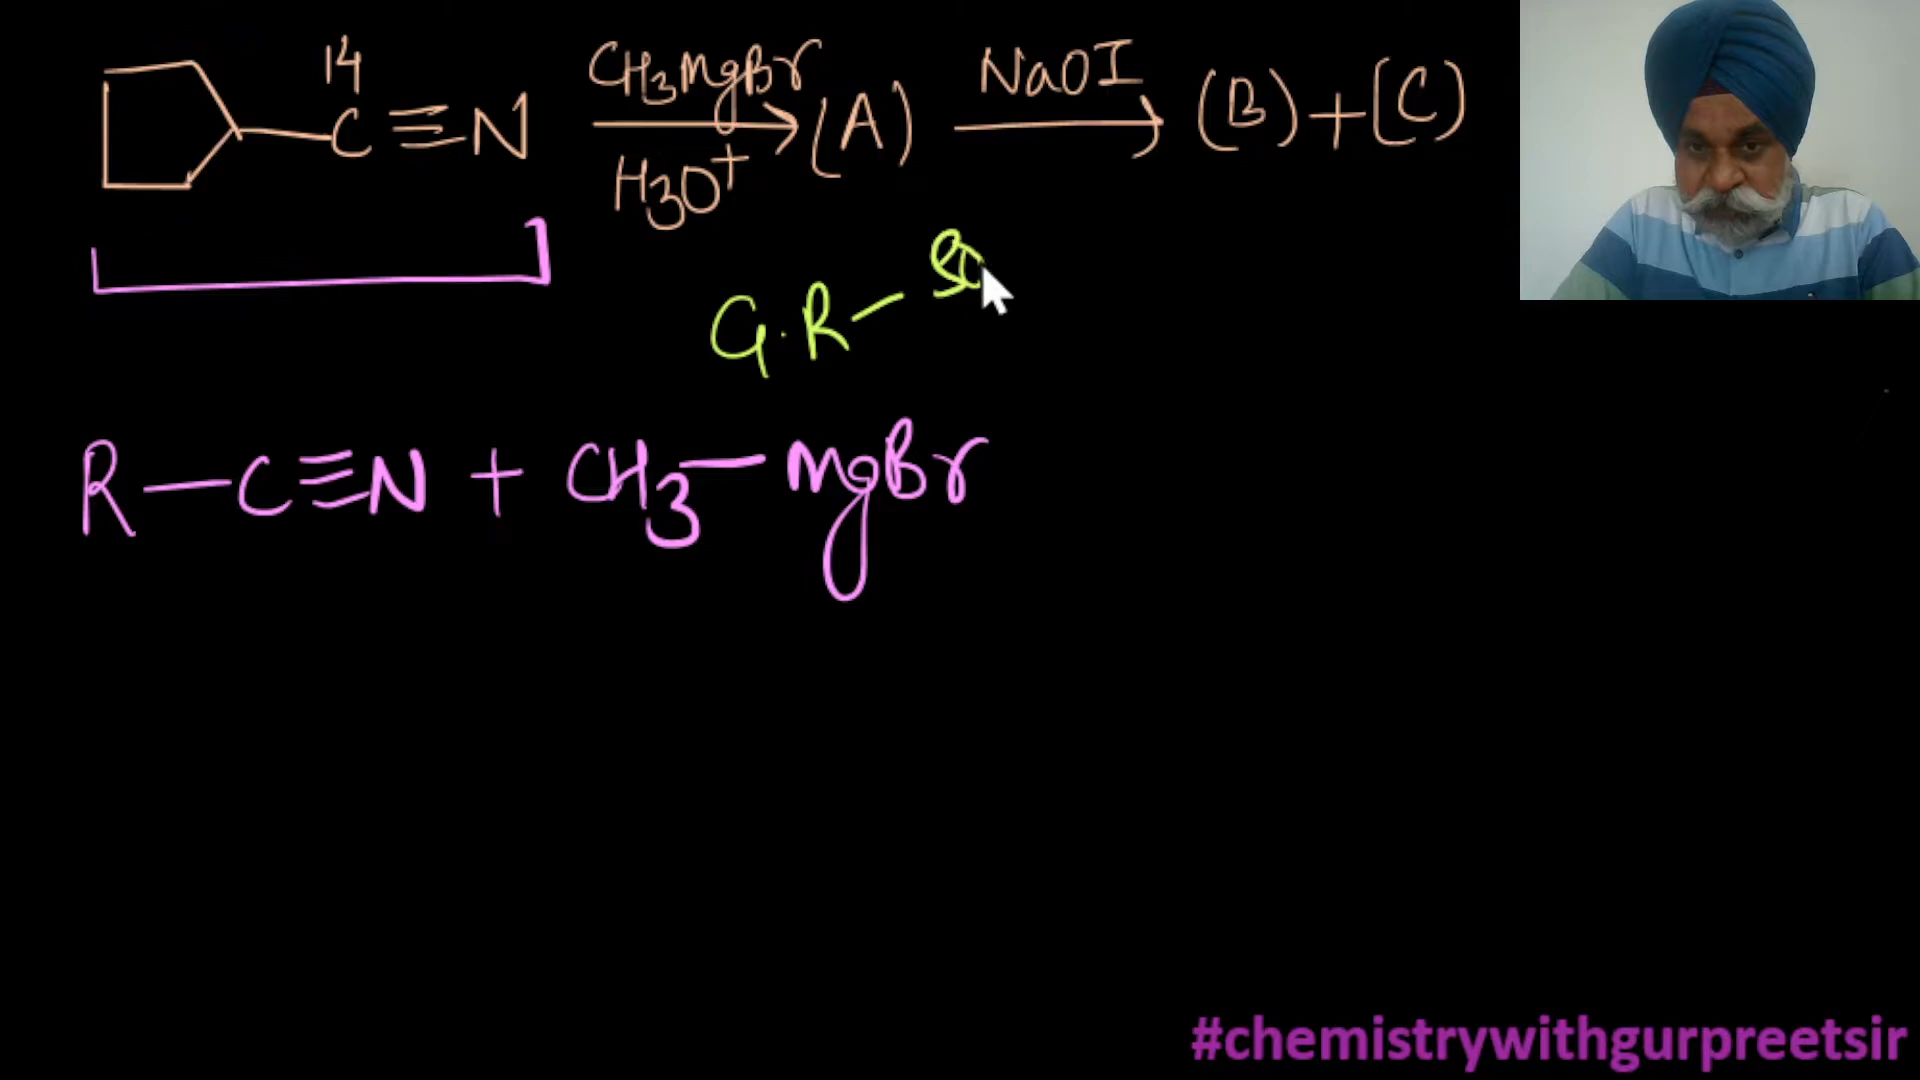 14
C≡N CH3MgBr (A) NaOI (B)+(C)
H3O+
G.R –
R–C≡N + CH3–MgBr
#chemistrywithgurpreetsir